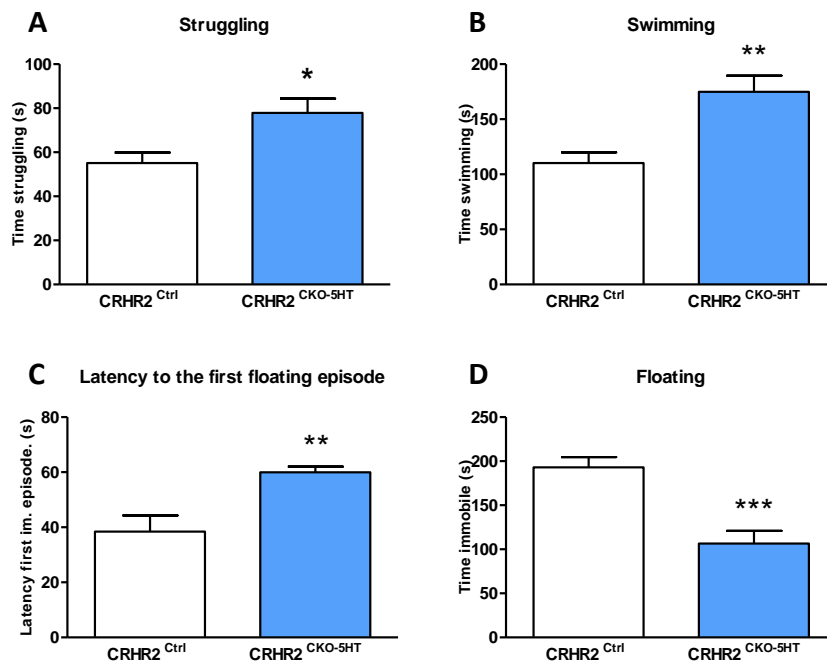 A
Struggling
Time struggling (s)
100
80
60
40
20
0
*
CRHR2 Ctrl
CRHR2 CKO-5HT
B
Swimming
Time swimming (s)
200
150
100
50
0
**
CRHR2 Ctrl
CRHR2 CKO-5HT
C
Latency to the first floating episode
Latency first im. episode. (s)
80
60
40
20
0
**
CRHR2 Ctrl
CRHR2 CKO-5HT
D
Floating
Time immobile (s)
250
200
150
100
50
0
***
CRHR2 Ctrl
CRHR2 CKO-5HT